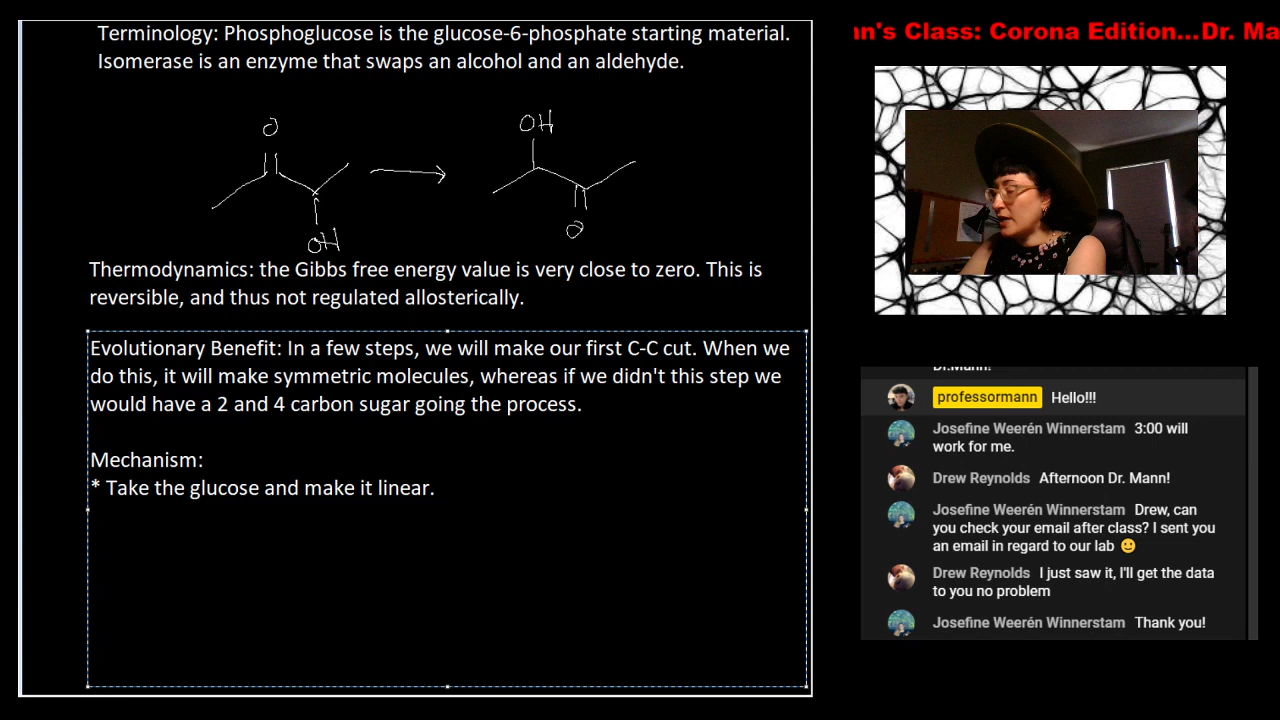 Terminology: Phosphoglucose is the glucose-6-phosphate starting material.
Isomerase is an enzyme that swaps an alcohol and an aldehyde.
O
OH
OH
O
Thermodynamics: the Gibbs free energy value is very close to zero. This is
reversible, and thus not regulated allosterically.
Evolutionary Benefit: In a few steps, we will make our first C-C cut. When we
do this, it will make symmetric molecules, whereas if we didn't this step we
would have a 2 and 4 carbon sugar going the process.
Mechanism:
* Take the glucose and make it linear.
nn's Class: Corona Edition...Dr. Ma
Dr.Mann!
professormann Hello!!!
Josefine Weerén Winnerstam 3:00 will
work for me.
Drew Reynolds Afternoon Dr. Mann!
Josefine Weerén Winnerstam Drew, can
you check your email after class? I sent you
an email in regard to our lab 🙂
Drew Reynolds I just saw it, I'll get the data
to you no problem
Josefine Weerén Winnerstam Thank you!